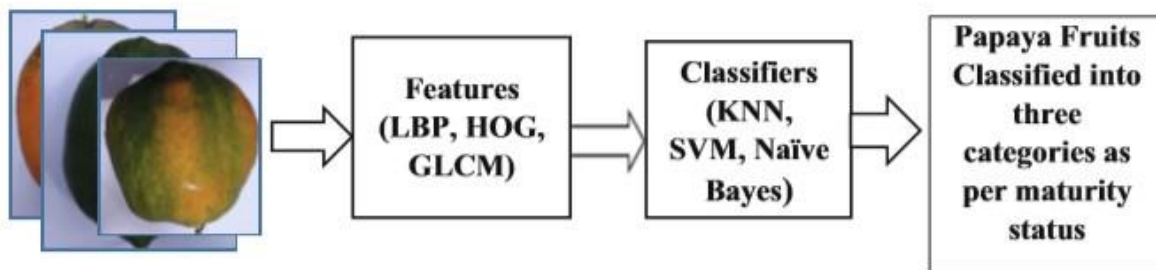 Features
(LBP, HOG,
GLCM)
Classifiers
(KNN,
SVM, Naïve
Bayes)
Papaya Fruits
Classified into
three
categories as
per maturity
status